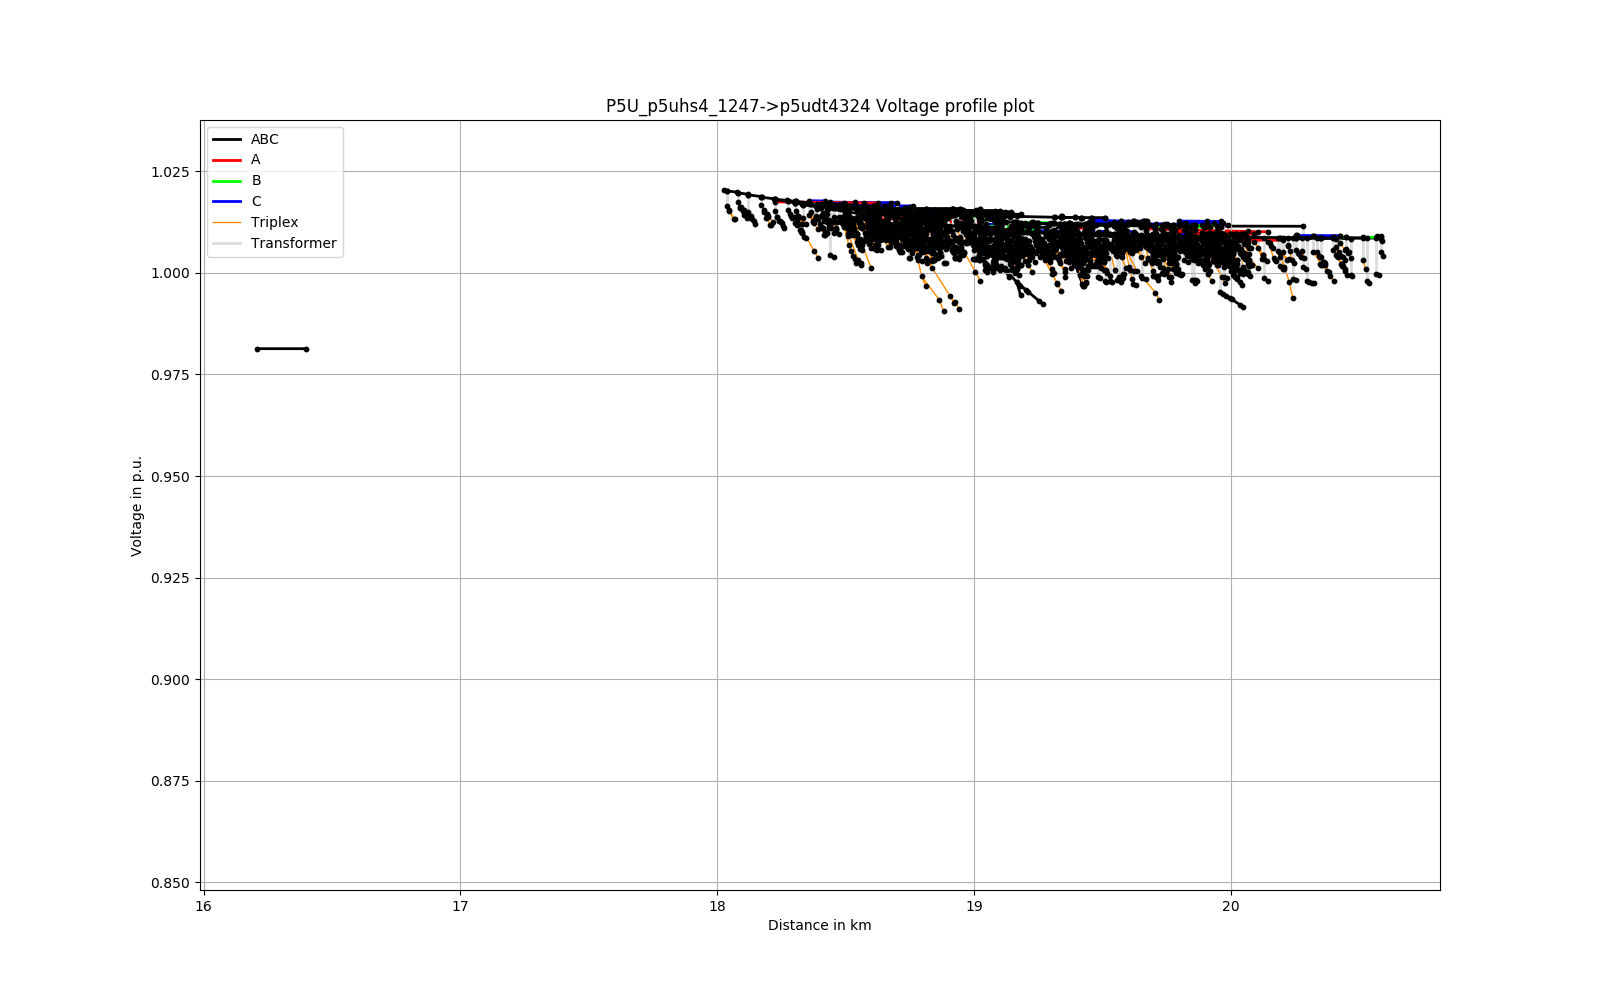 P5U_p5uhs4_1247->p5udt4324 Voltage profile plot
ABC
A
B
C
Triplex
Transformer
1.025
1.000
0.975
0.950
0.925
0.900
0.875
0.850
Voltage in p.u.
16 17 18 19 20
Distance in km